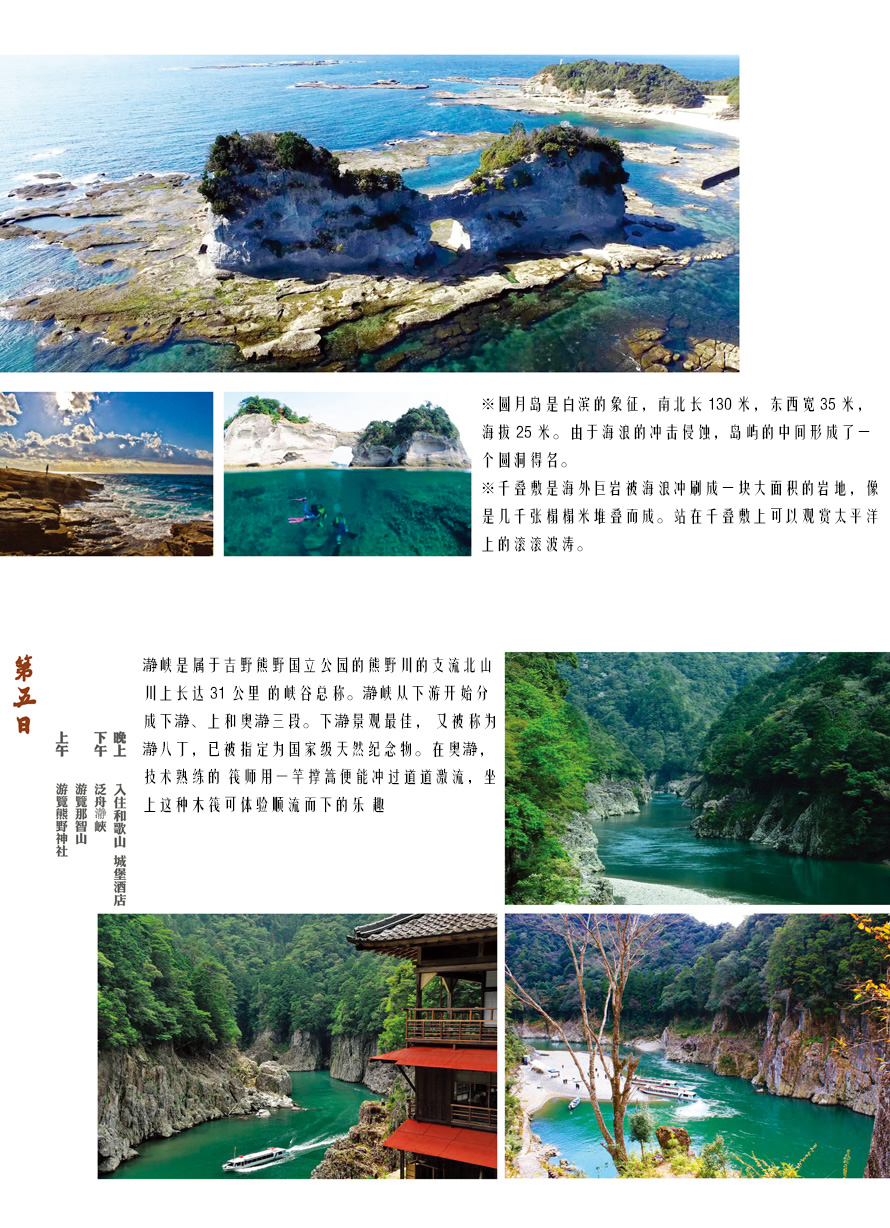 ※圆月岛是白滨的象征，南北长 130 米，东西宽 35 米，
海拔 25 米。由于海浪的冲击侵蚀，岛屿的中间形成了一
个圆洞得名。
※千叠敷是海外巨岩被海浪冲刷成一块大面积的岩地，像
是几千张榻榻米堆叠而成。站在千叠敷上可以观赏太平洋
上的滚滚波涛。
第五日
上午 游覽熊野神社
游覽那智山
下午 泛舟瀞峽
晚上 入住和歌山 城堡酒店
瀞峡是属于吉野熊野国立公园的熊野川的支流北山
川上长达 31 公里 的峡谷总称。瀞峡从下游开始分
成下瀞、上和奥瀞三段。下瀞景观最佳， 又被称为
瀞八丁，已被指定为国家级天然纪念物。在奥瀞，
技术熟练的 筏师用一竿撑篙便能冲过道道激流，坐
上这种木筏可体验顺流而下的乐 趣